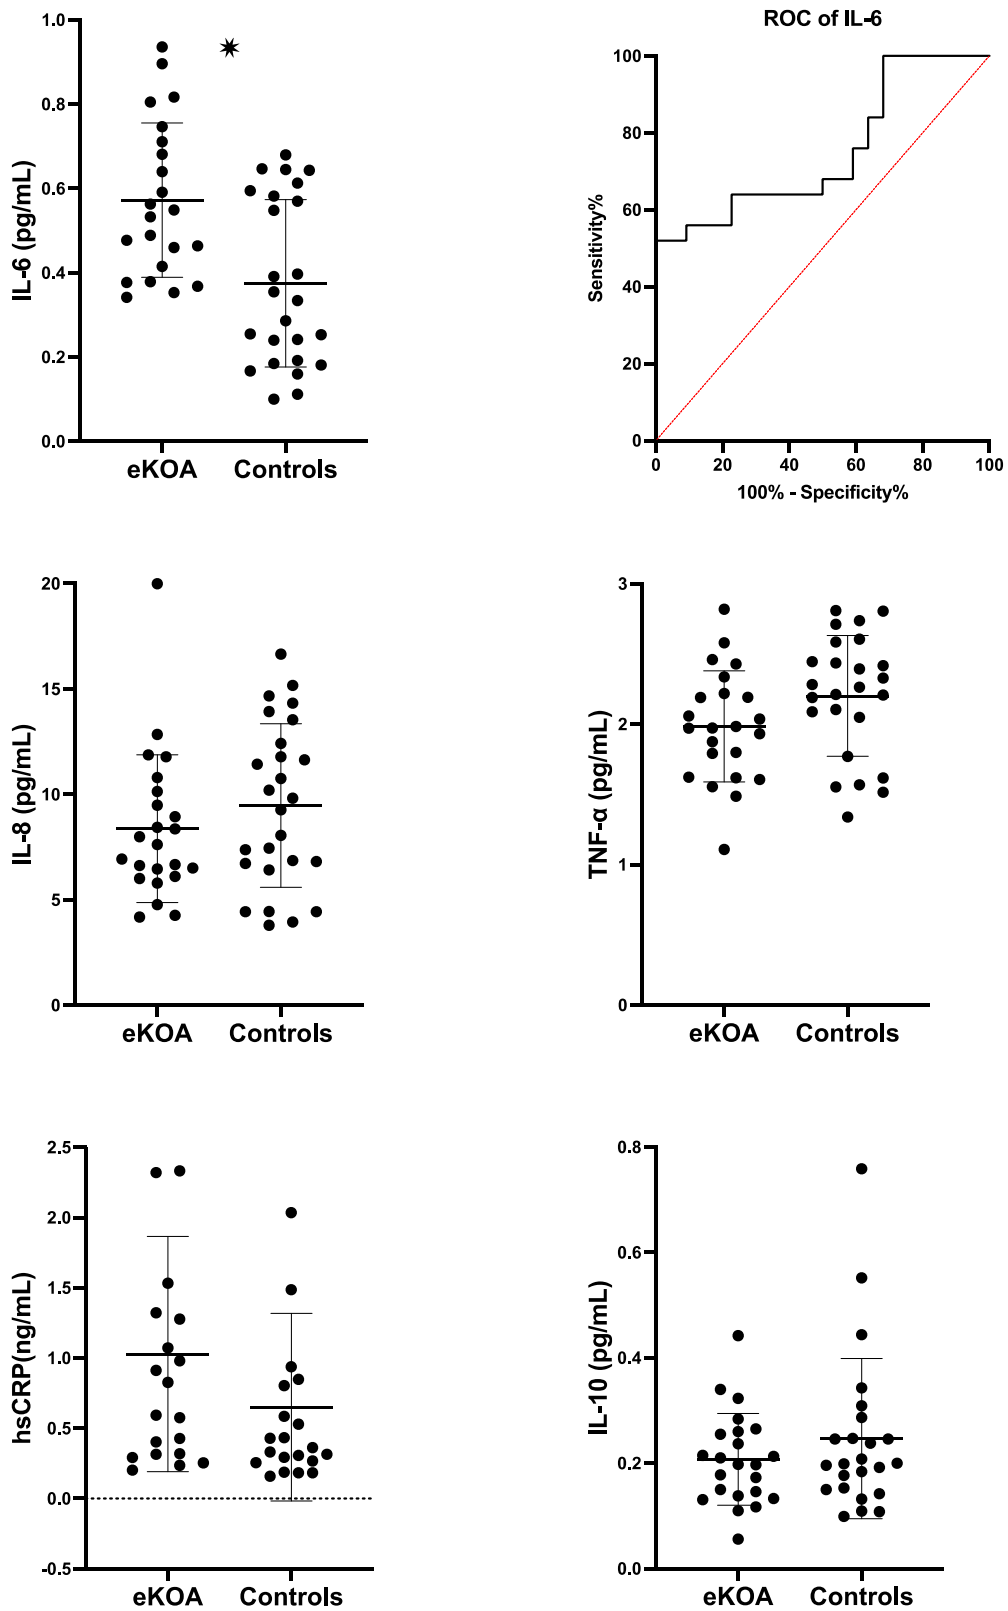 IL-6 (pg/mL)
1.0
0.8
0.6
0.4
0.2
0.0
eKOA Controls
ROC of IL-6
Sensitivity%
100
80
60
40
20
0
0 20 40 60 80 100
100% - Specificity%
IL-8 (pg/mL)
20
15
10
5
0
eKOA Controls
TNF-α (pg/mL)
3
2
1
0
eKOA Controls
hsCRP(ng/mL)
2.5
2.0
1.5
1.0
0.5
0.0
-0.5
eKOA Controls
IL-10 (pg/mL)
0.8
0.6
0.4
0.2
0.0
eKOA Controls